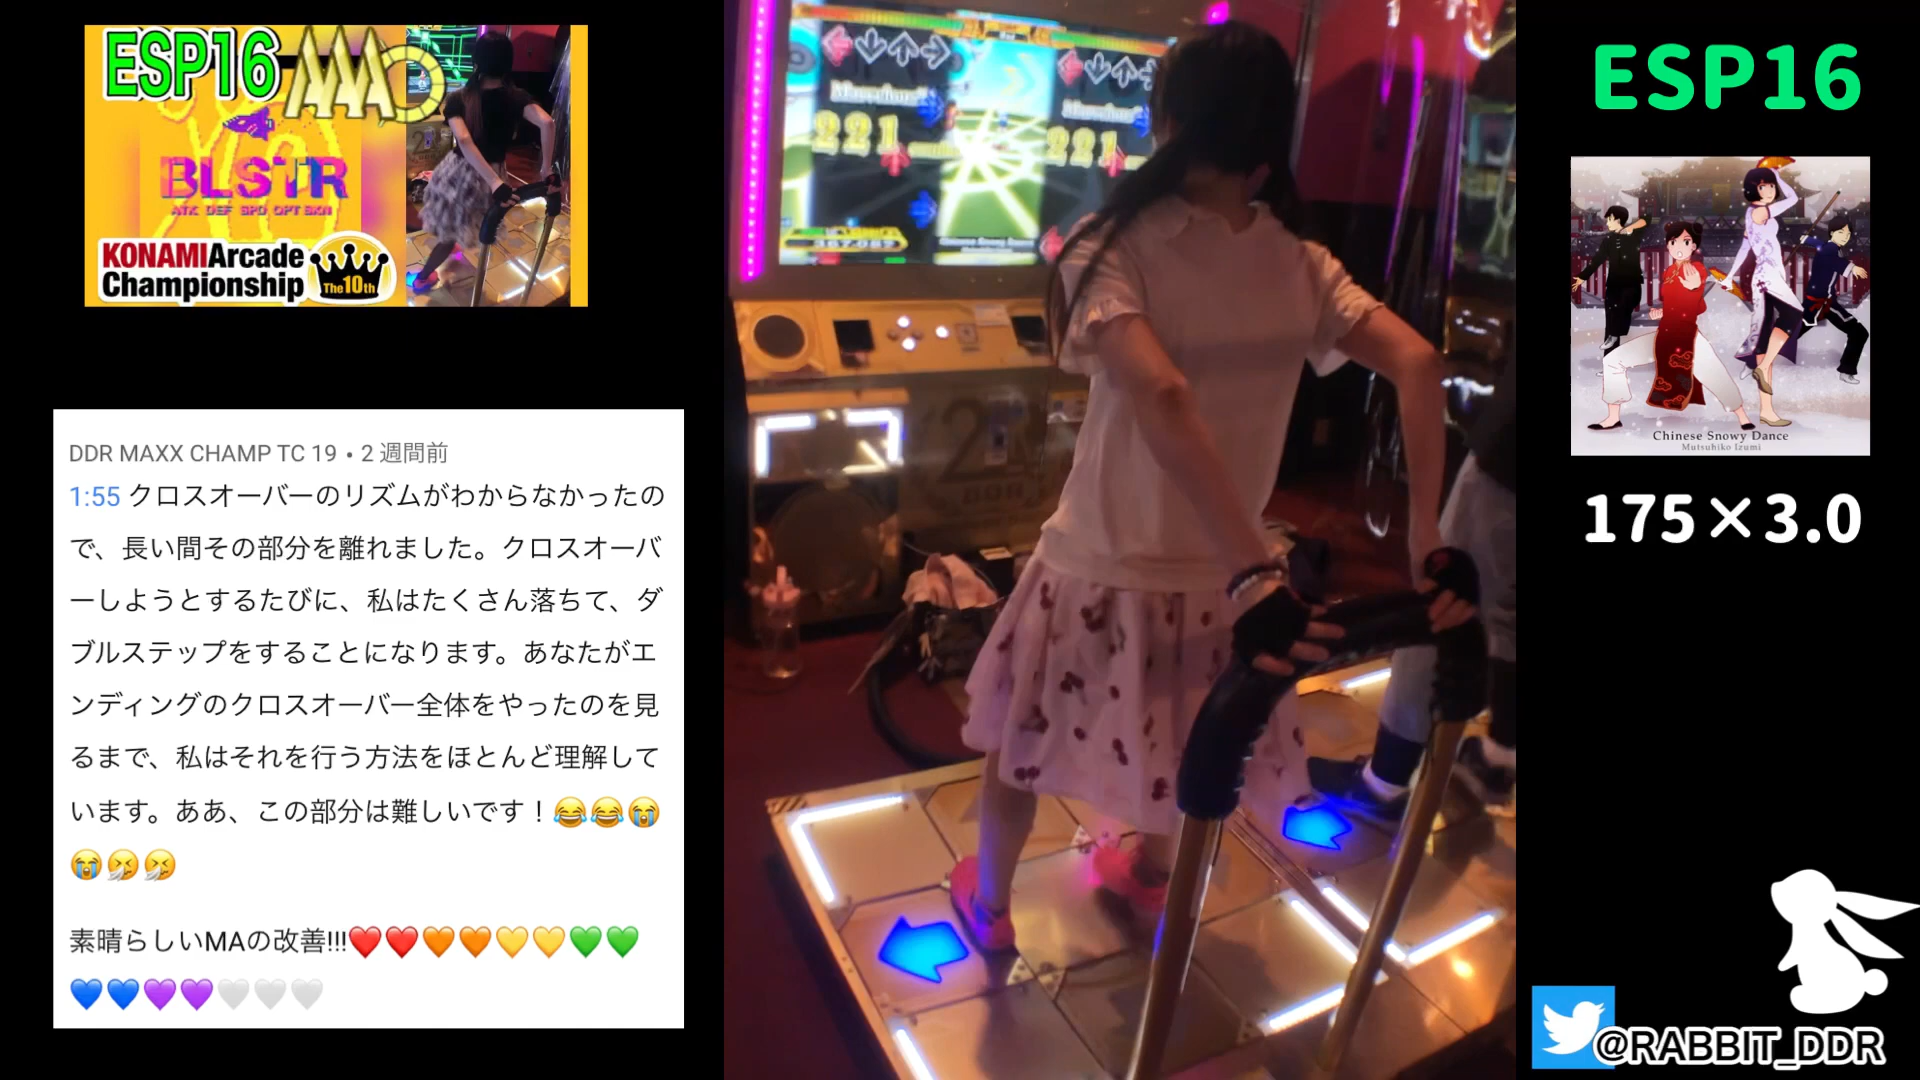 ESP16 AAA
BLSTR
ATK DEF SPD OPT SKN
KONAMI Arcade
Championship
The 10th
DDR MAXX CHAMP TC 19 • 2 週間前
1:55 クロスオーバーのリズムがわからなかったの
で、長い間その部分を離れました。クロスオーバ
ーしようとするたびに、私はたくさん落ちて、ダ
ブルステップをすることになります。あなたがエ
ンディングのクロスオーバー全体をやったのを見
るまで、私はそれを行う方法をほとんど理解して
います。ああ、この部分は難しいです！😂😂😭
😭🤧🤧
素晴らしいMAの改善!!!❤️❤️🧡🧡💛💛💚💚
💙💙💜💜🤍🤍🤍
Marvelous
221
Marvelous
221
ESP16
Chinese Snowy Dance
Mutsuhiko Izumi
175×3.0
@RABBIT_DDR